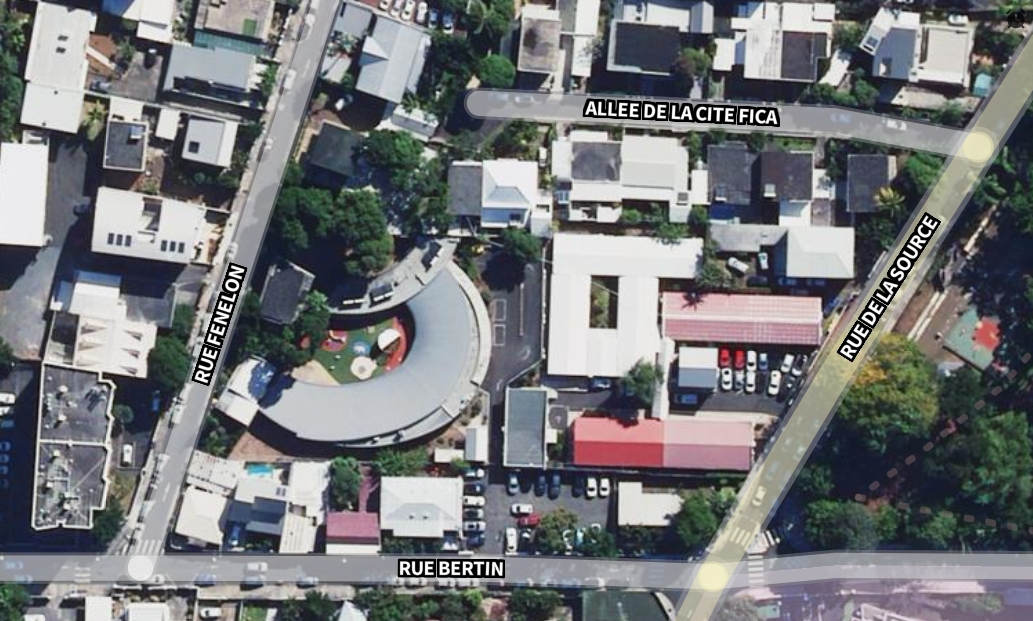 ALLEE DE LA CITE FICA
RUE DE LA SOURCE
RUE FENELON
RUE BERTIN